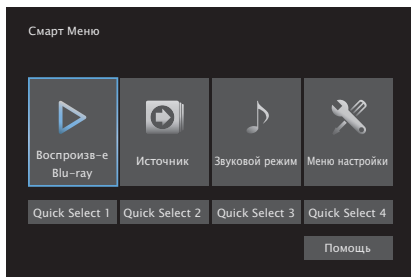 Смарт Меню
Воспроизв-е
Blu-ray
Источник
Звуковой режим
Меню настройки
Quick Select 1
Quick Select 2
Quick Select 3
Quick Select 4
Помощь